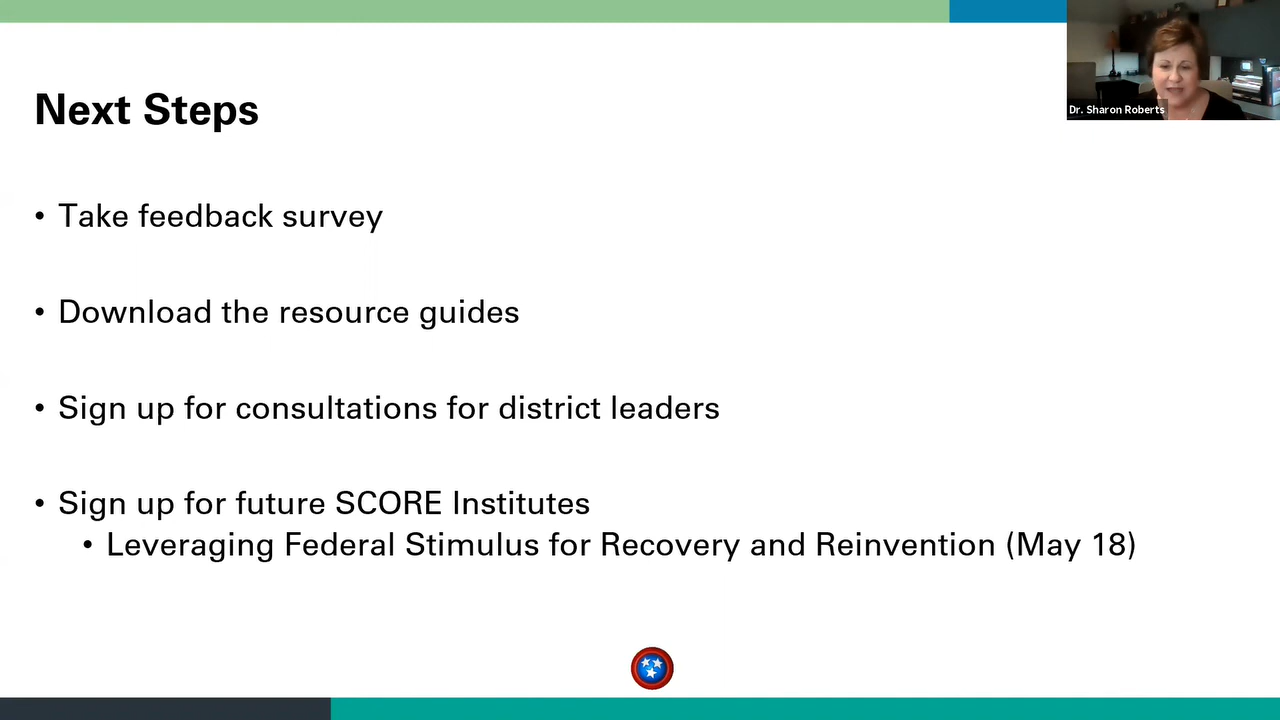 Dr. Sharon Roberts
Next Steps
• Take feedback survey
• Download the resource guides
• Sign up for consultations for district leaders
• Sign up for future SCORE Institutes
• Leveraging Federal Stimulus for Recovery and Reinvention (May 18)